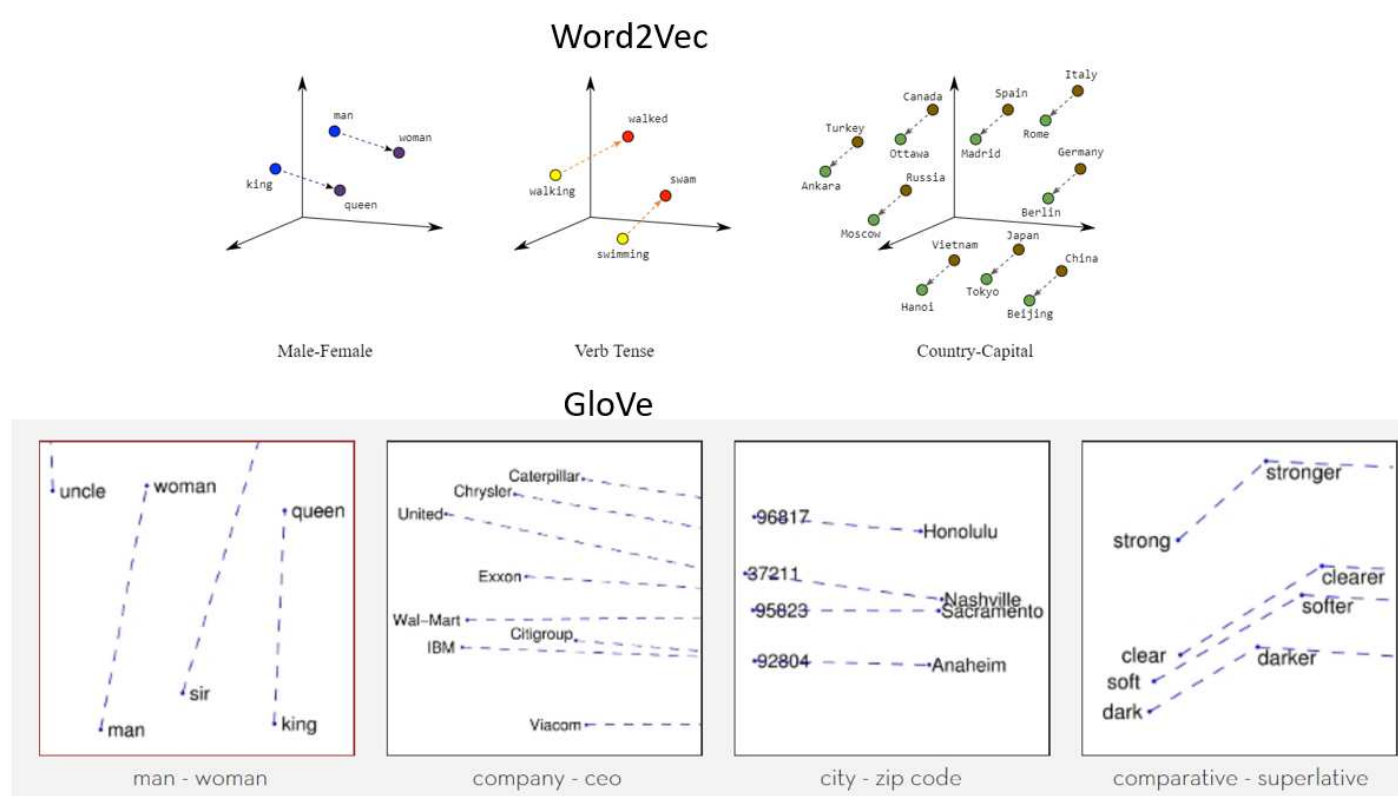 Word2Vec
man
woman
king
queen
Male-Female
walked
swam
walking
swimming
Verb Tense
Italy
Canada
Spain
Turkey
Rome
Ottawa
Madrid
Germany
Ankara
Russia
Berlin
Moscow
Vietnam
Japan
China
Tokyo
Hanoi
Beijing
Country-Capital
GloVe
uncle
woman
queen
sir
man
king
man - woman
Caterpillar
Chrysler
United
Exxon
Wal-Mart
Citigroup
IBM
Viacom
company - ceo
96817
Honolulu
37211
Nashville
95823
Sacramento
92804
Anaheim
city - zip code
stronger
strong
clearer
softer
clear
darker
soft
dark
comparative - superlative